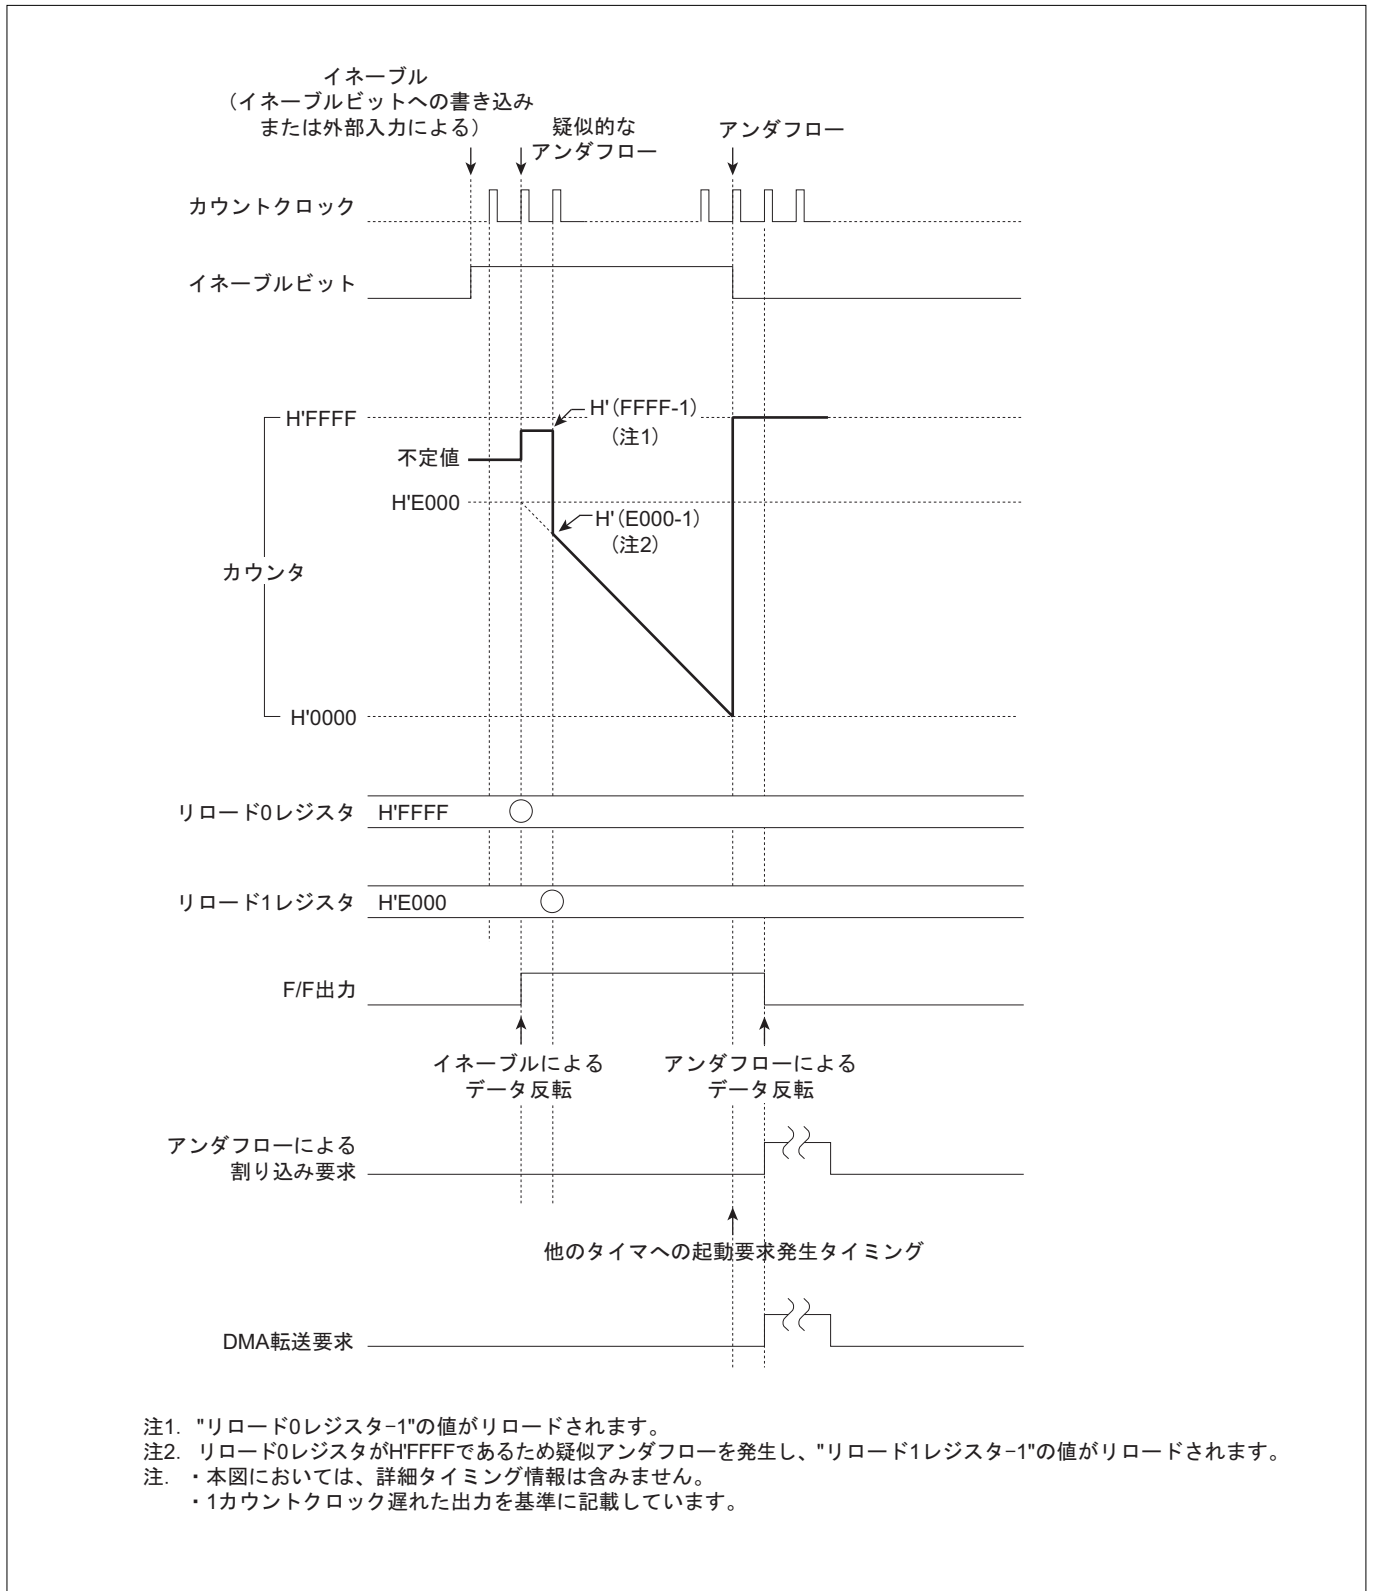 イネーブル
（イネーブルビットへの書き込み
または外部入力による）
疑似的な
アンダフロー
アンダフロー
カウントクロック
イネーブルビット
H'FFFF
H'（FFFF-1）
（注1）
不定値
H'E000
H'（E000-1）
（注2）
カウンタ
H'0000
リロード0レジスタ
H'FFFF
リロード1レジスタ
H'E000
F/F出力
イネーブルによる
データ反転
アンダフローによる
データ反転
アンダフローによる
割り込み要求
他のタイマへの起動要求発生タイミング
DMA転送要求
注1. "リロード0レジスタ−1"の値がリロードされます。
注2. リロード0レジスタがH'FFFFであるため疑似アンダフローを発生し、"リロード1レジスタ−1"の値がリロードされます。
注. ・本図においては、詳細タイミング情報は含みません。
・1カウントクロック遅れた出力を基準に記載しています。